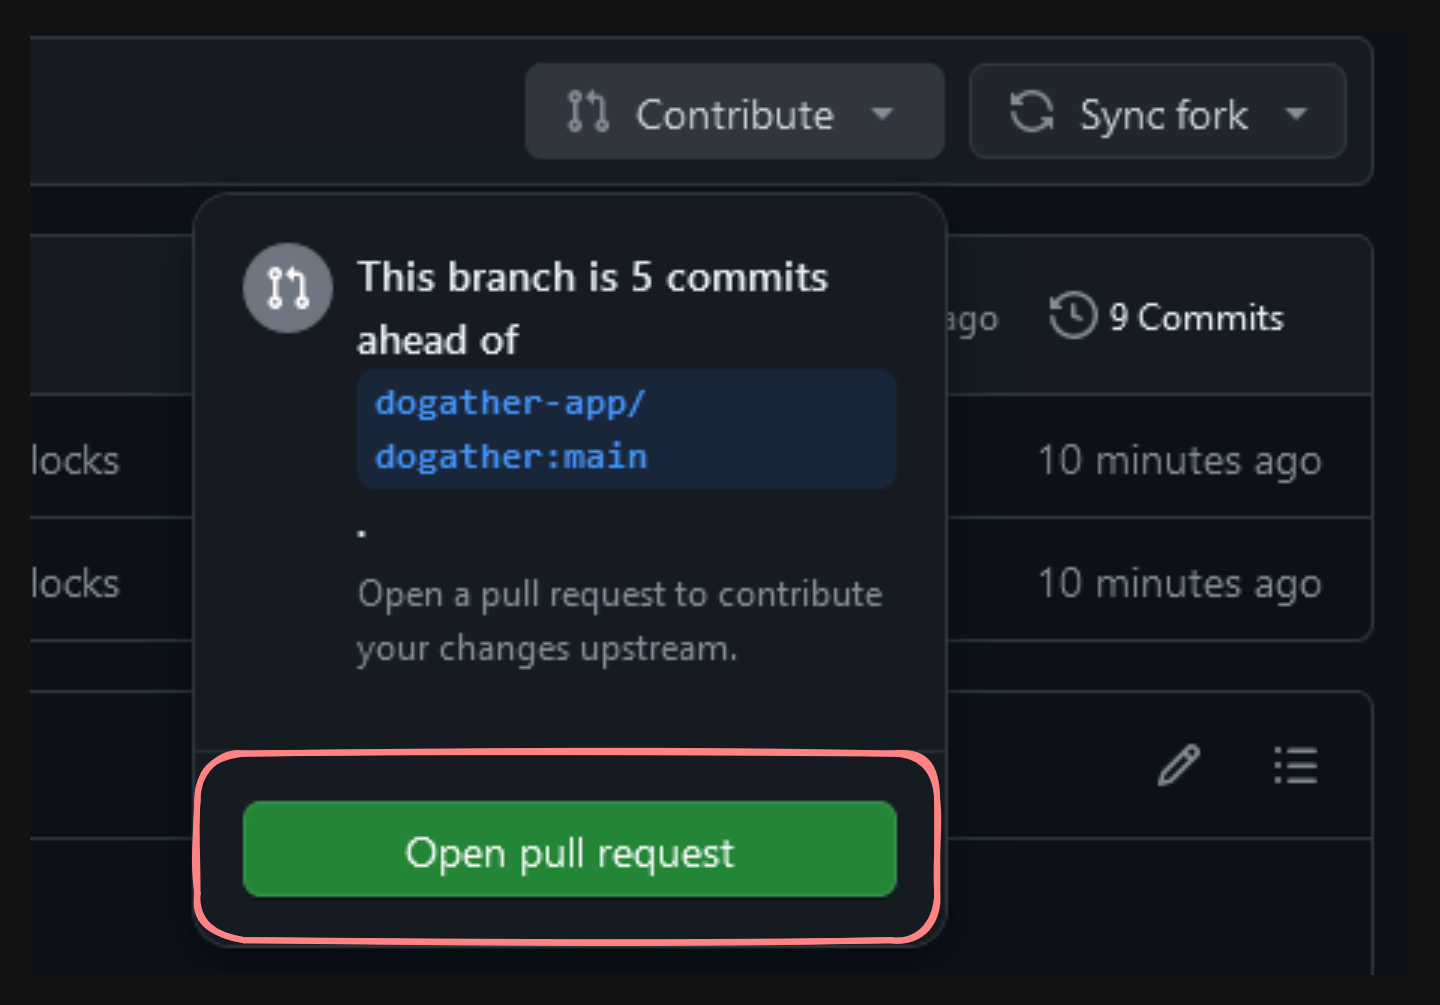 Contribute
Sync fork
This branch is 5 commits
ahead of
dogather-app/
dogather:main
.
Open a pull request to contribute
your changes upstream.
Open pull request
ago
9 Commits
locks
10 minutes ago
locks
10 minutes ago